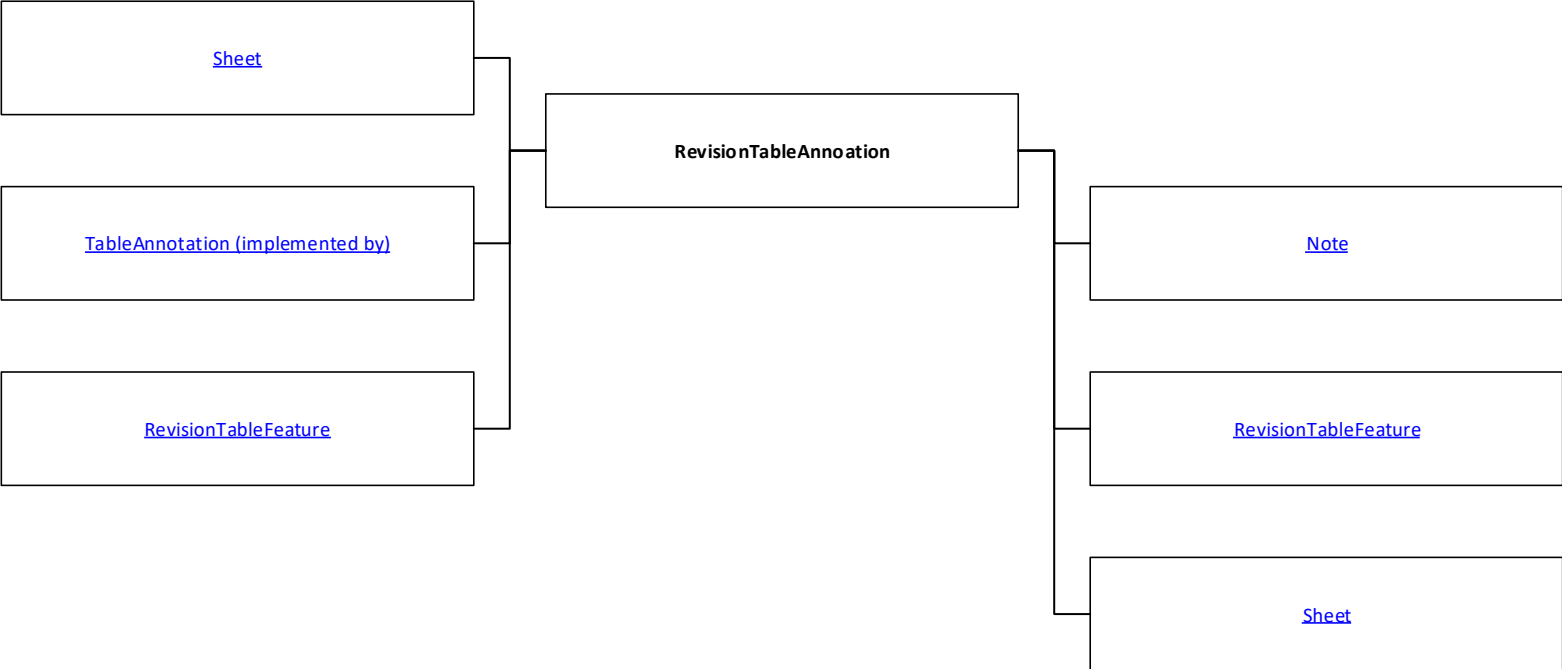 Sheet
RevisionTableAnnoation
TableAnnotation (implemented by)
Note
RevisionTableFeature
RevisionTableFeature
Sheet